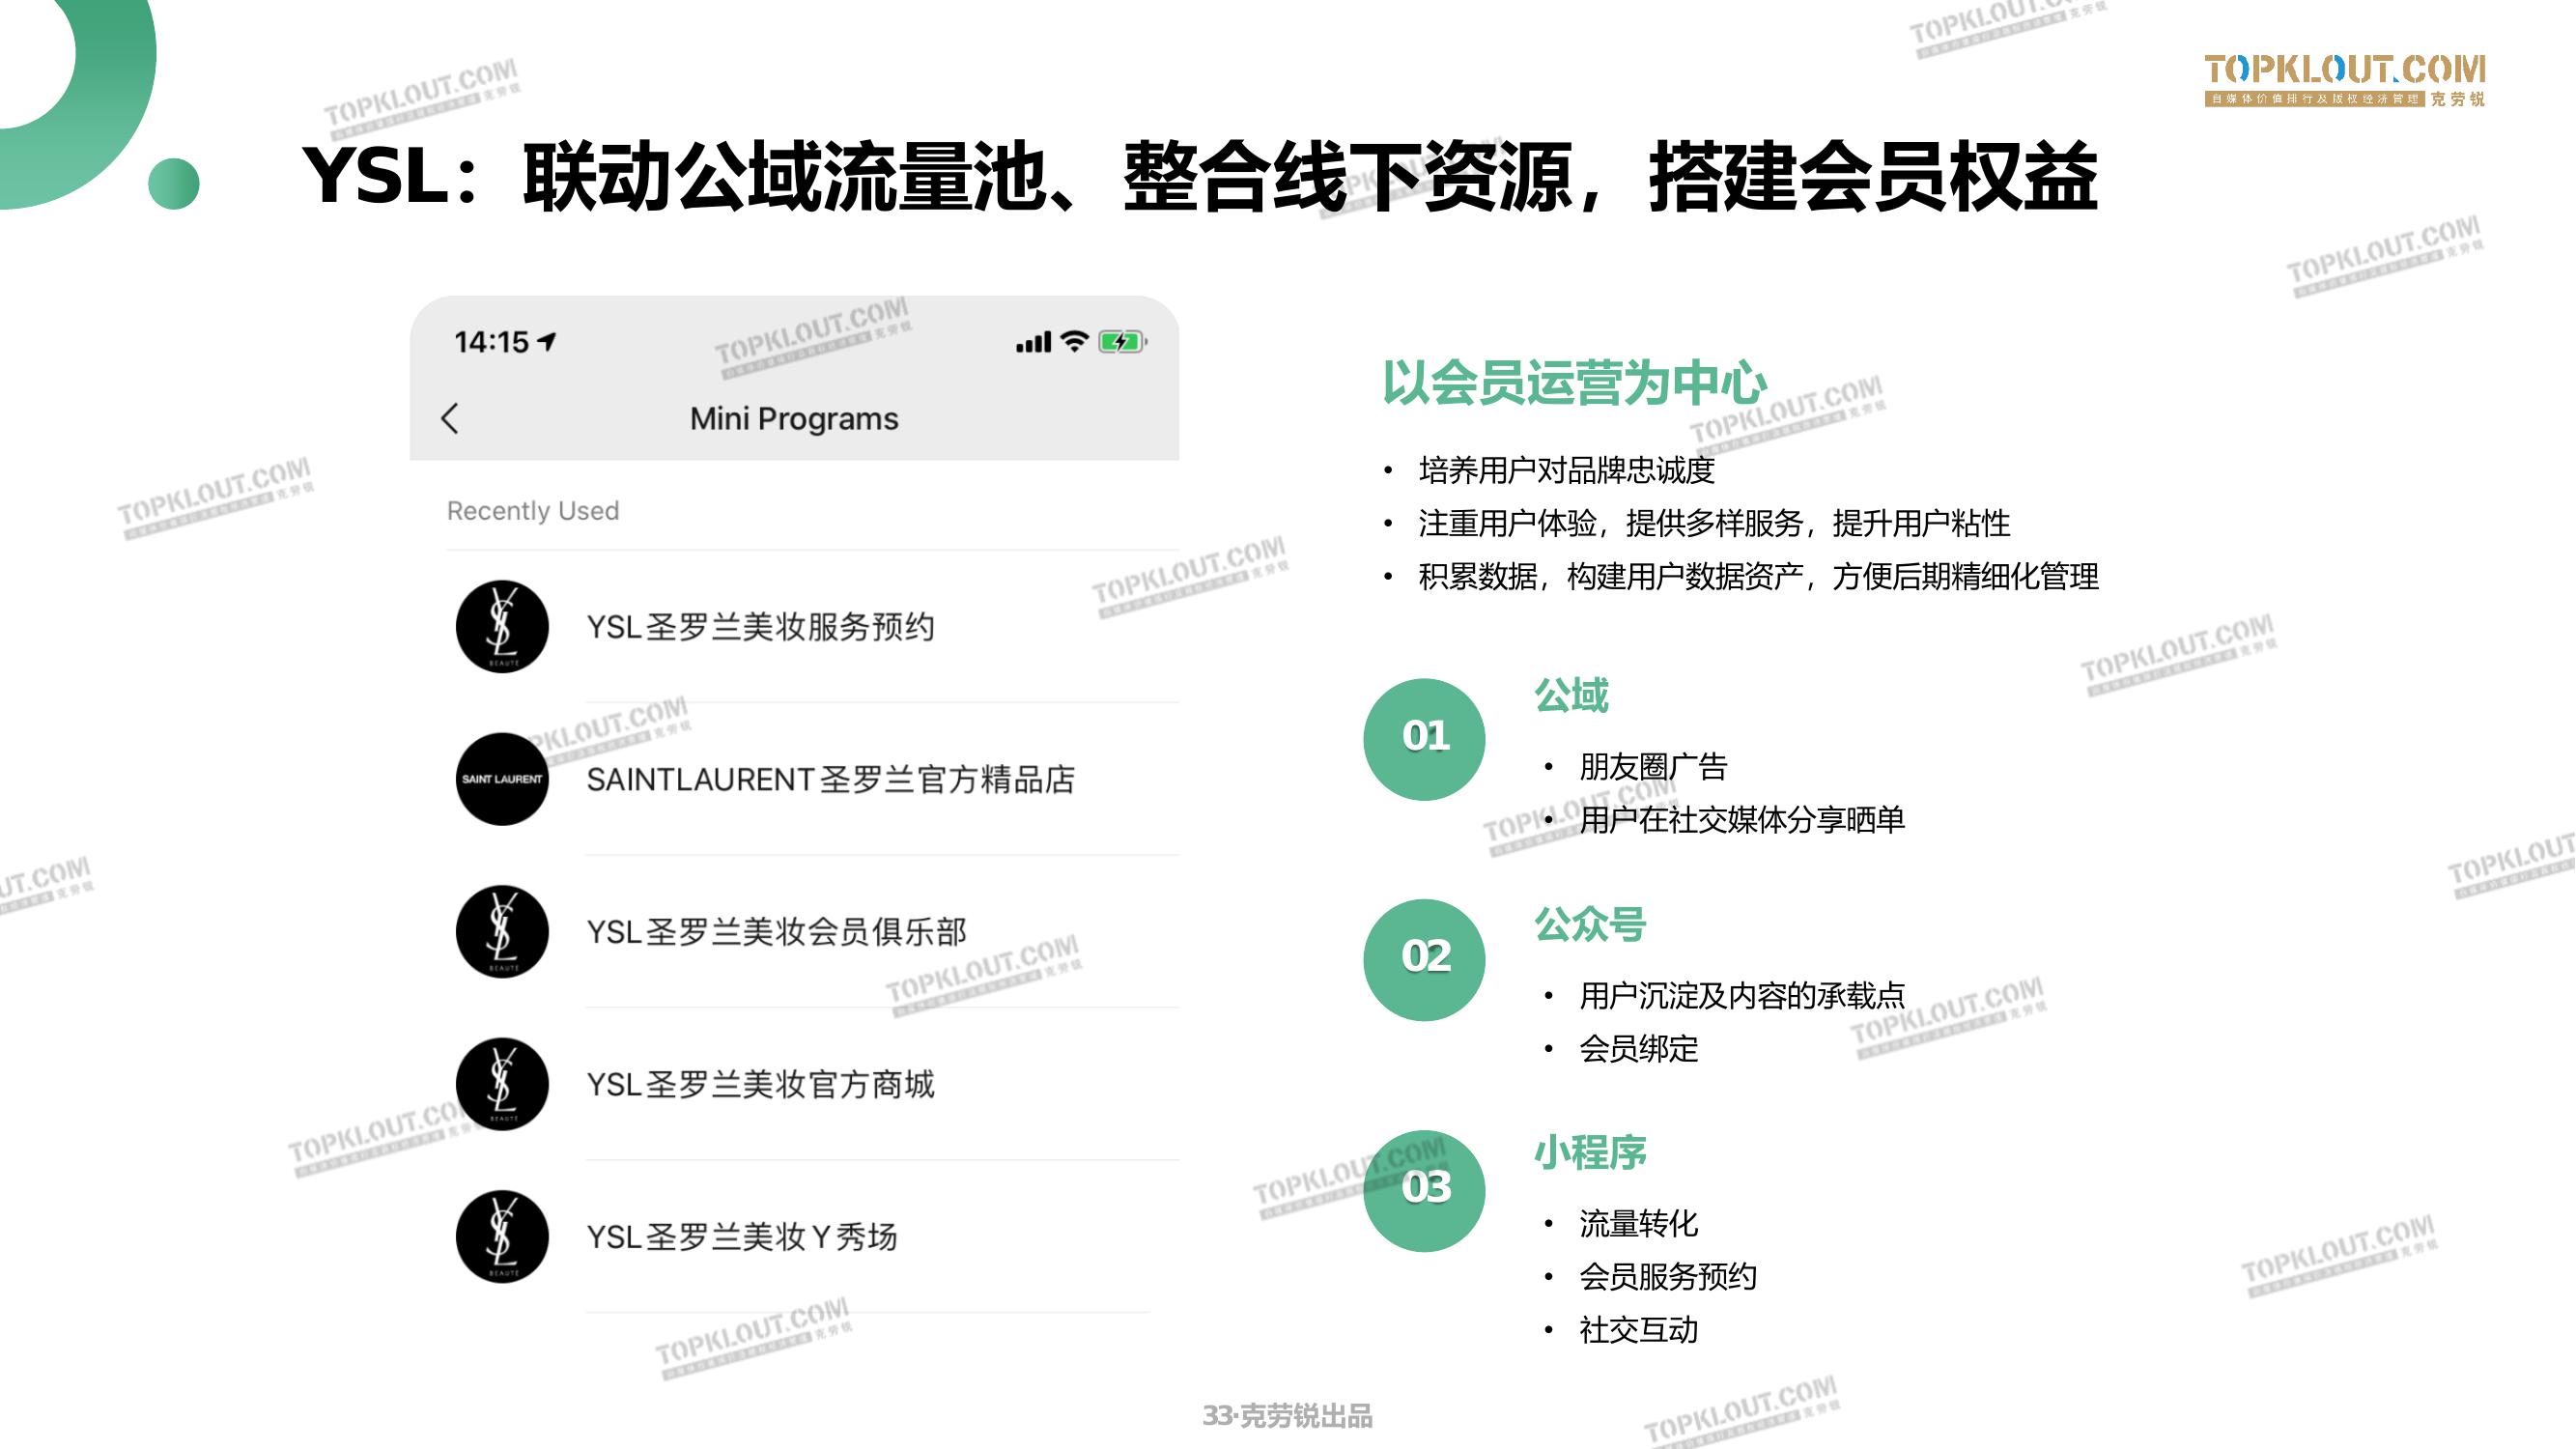 TOPKLOUT.COM
自媒体价值排行及版权经济管理 克劳锐
YSL：联动公域流量池、整合线下资源，搭建会员权益
14:15
Mini Programs
Recently Used
YSL圣罗兰美妆服务预约
SAINT LAURENT
SAINTLAURENT圣罗兰官方精品店
YSL圣罗兰美妆会员俱乐部
YSL圣罗兰美妆官方商城
YSL圣罗兰美妆Y秀场
以会员运营为中心
• 培养用户对品牌忠诚度
• 注重用户体验，提供多样服务，提升用户粘性
• 积累数据，构建用户数据资产，方便后期精细化管理
01
公域
• 朋友圈广告
• 用户在社交媒体分享晒单
02
公众号
• 用户沉淀及内容的承载点
• 会员绑定
03
小程序
• 流量转化
• 会员服务预约
• 社交互动
33·克劳锐出品